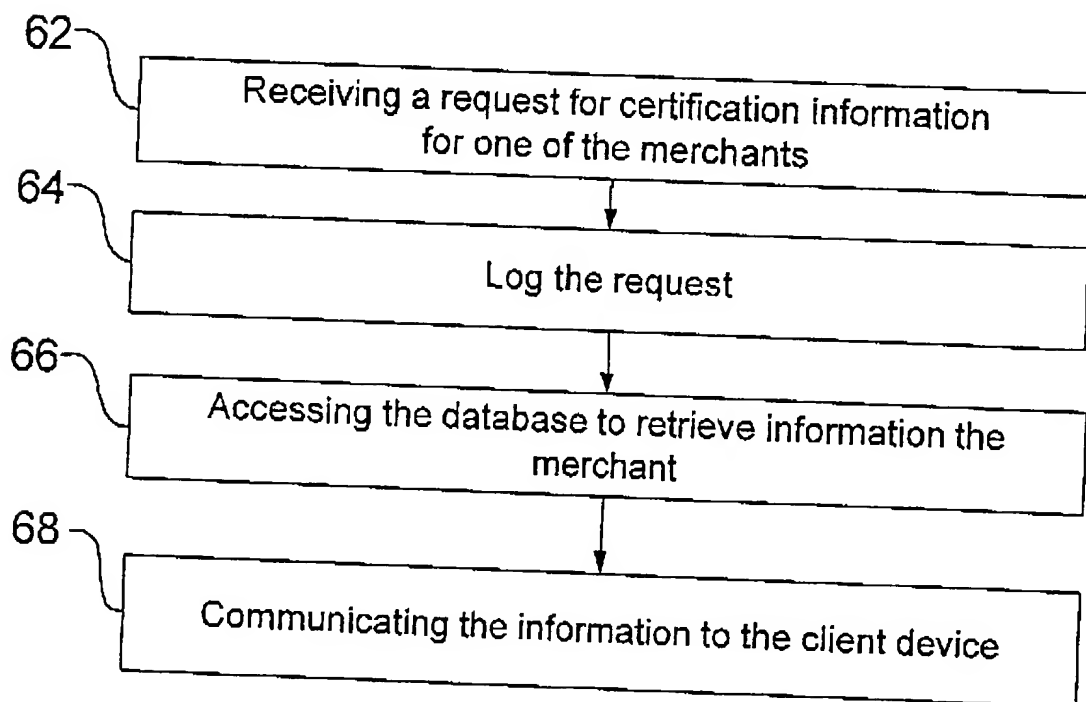 62
Receiving a request for certification information
for one of the merchants
64
Log the request
66
Accessing the database to retrieve information the
merchant
68
Communicating the information to the client device